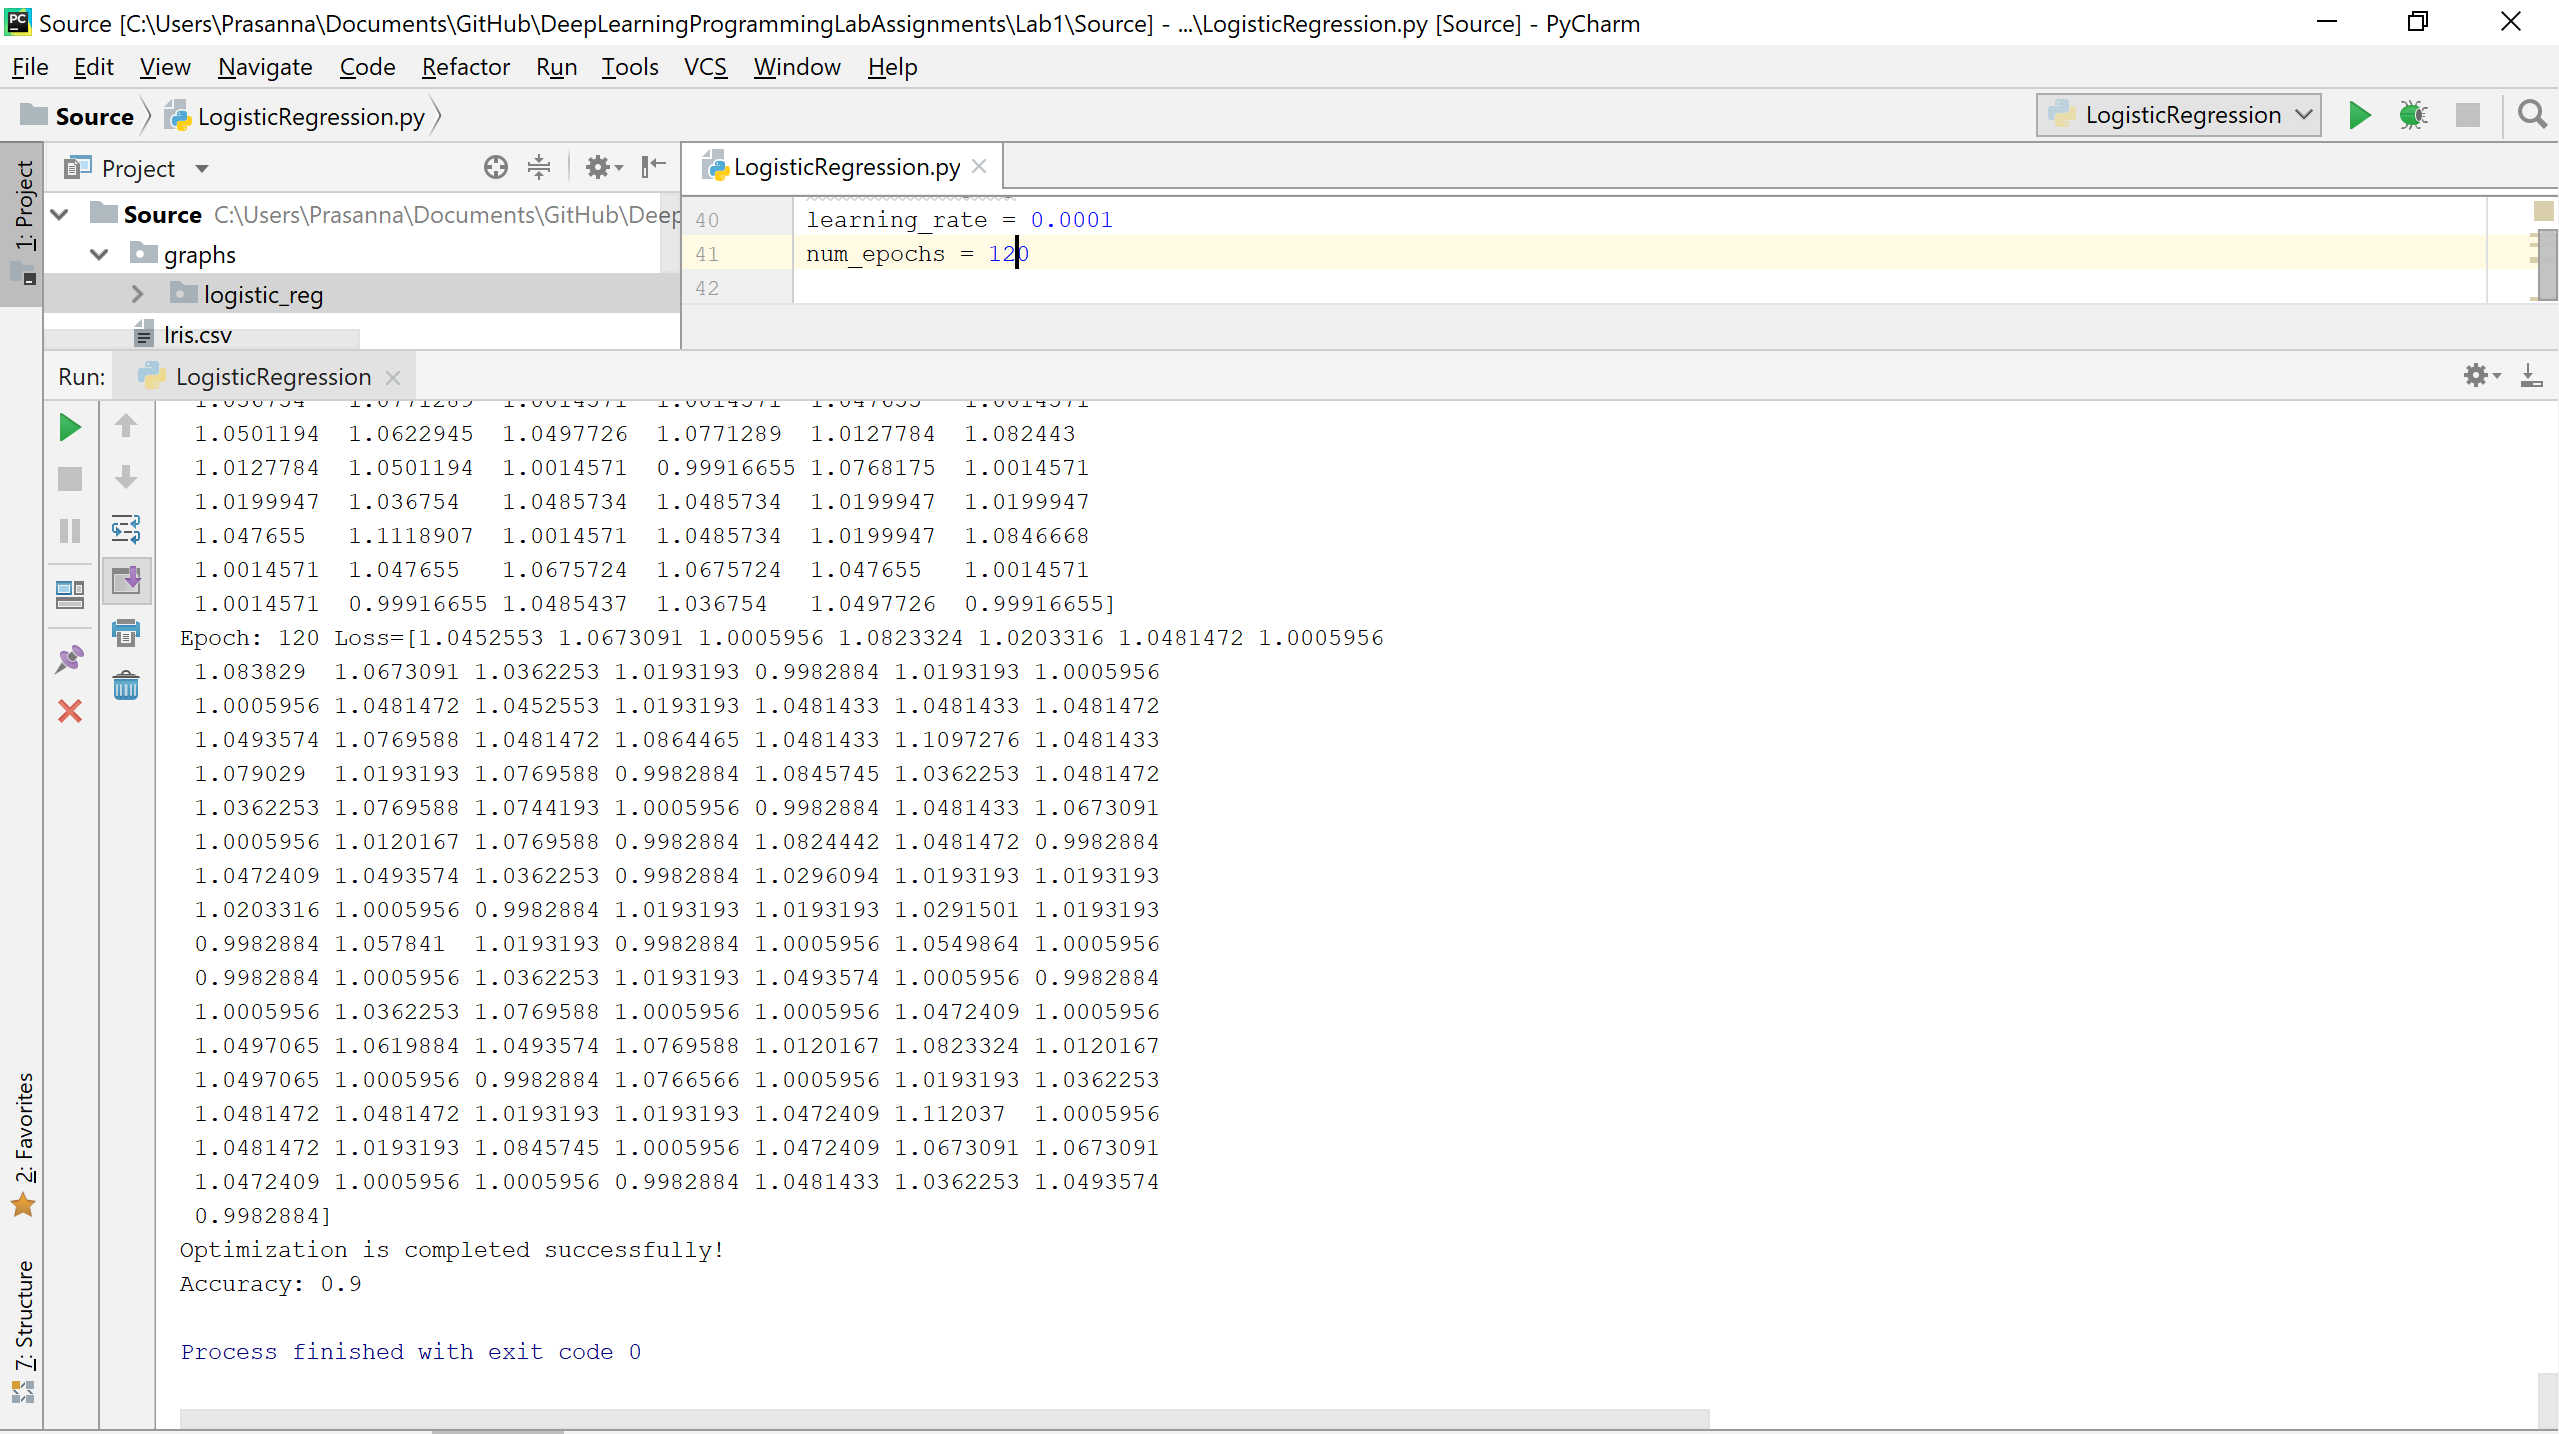 Source [C:\Users\Prasanna\Documents\GitHub\DeepLearningProgrammingLabAssignments\Lab1\Source] - ...\LogisticRegression.py [Source] - PyCharm
File Edit View Navigate Code Refactor Run Tools VCS Window Help
Source LogisticRegression.py
LogisticRegression
1: Project
Project
LogisticRegression.py
Source C:\Users\Prasanna\Documents\GitHub\Deep
graphs
logistic_reg
Iris.csv
40 learning_rate = 0.0001
41 num_epochs = 120
42
Run: LogisticRegression
1.036754 1.0771289 1.0014571 1.0014571 1.047655 1.0014571
1.0501194 1.0622945 1.0497726 1.0771289 1.0127784 1.082443
1.0127784 1.0501194 1.0014571 0.99916655 1.0768175 1.0014571
1.0199947 1.036754 1.0485734 1.0485734 1.0199947 1.0199947
1.047655 1.1118907 1.0014571 1.0485734 1.0199947 1.0846668
1.0014571 1.047655 1.0675724 1.0675724 1.047655 1.0014571
1.0014571 0.99916655 1.0485437 1.036754 1.0497726 0.99916655]
Epoch: 120 Loss=[1.0452553 1.0673091 1.0005956 1.0823324 1.0203316 1.0481472 1.0005956
1.083829 1.0673091 1.0362253 1.0193193 0.9982884 1.0193193 1.0005956
1.0005956 1.0481472 1.0452553 1.0193193 1.0481433 1.0481433 1.0481472
1.0493574 1.0769588 1.0481472 1.0864465 1.0481433 1.1097276 1.0481433
1.079029 1.0193193 1.0769588 0.9982884 1.0845745 1.0362253 1.0481472
1.0362253 1.0769588 1.0744193 1.0005956 0.9982884 1.0481433 1.0673091
1.0005956 1.0120167 1.0769588 0.9982884 1.0824442 1.0481472 0.9982884
1.0472409 1.0493574 1.0362253 0.9982884 1.0296094 1.0193193 1.0193193
1.0203316 1.0005956 0.9982884 1.0193193 1.0193193 1.0291501 1.0193193
0.9982884 1.057841 1.0193193 0.9982884 1.0005956 1.0549864 1.0005956
0.9982884 1.0005956 1.0362253 1.0193193 1.0493574 1.0005956 0.9982884
1.0005956 1.0362253 1.0769588 1.0005956 1.0005956 1.0472409 1.0005956
1.0497065 1.0619884 1.0493574 1.0769588 1.0120167 1.0823324 1.0120167
1.0497065 1.0005956 0.9982884 1.0766566 1.0005956 1.0193193 1.0362253
1.0481472 1.0481472 1.0193193 1.0193193 1.0472409 1.112037 1.0005956
1.0481472 1.0193193 1.0845745 1.0005956 1.0472409 1.0673091 1.0673091
1.0472409 1.0005956 1.0005956 0.9982884 1.0481433 1.0362253 1.0493574
0.9982884]
Optimization is completed successfully!
Accuracy: 0.9
Process finished with exit code 0
2: Favorites
7: Structure